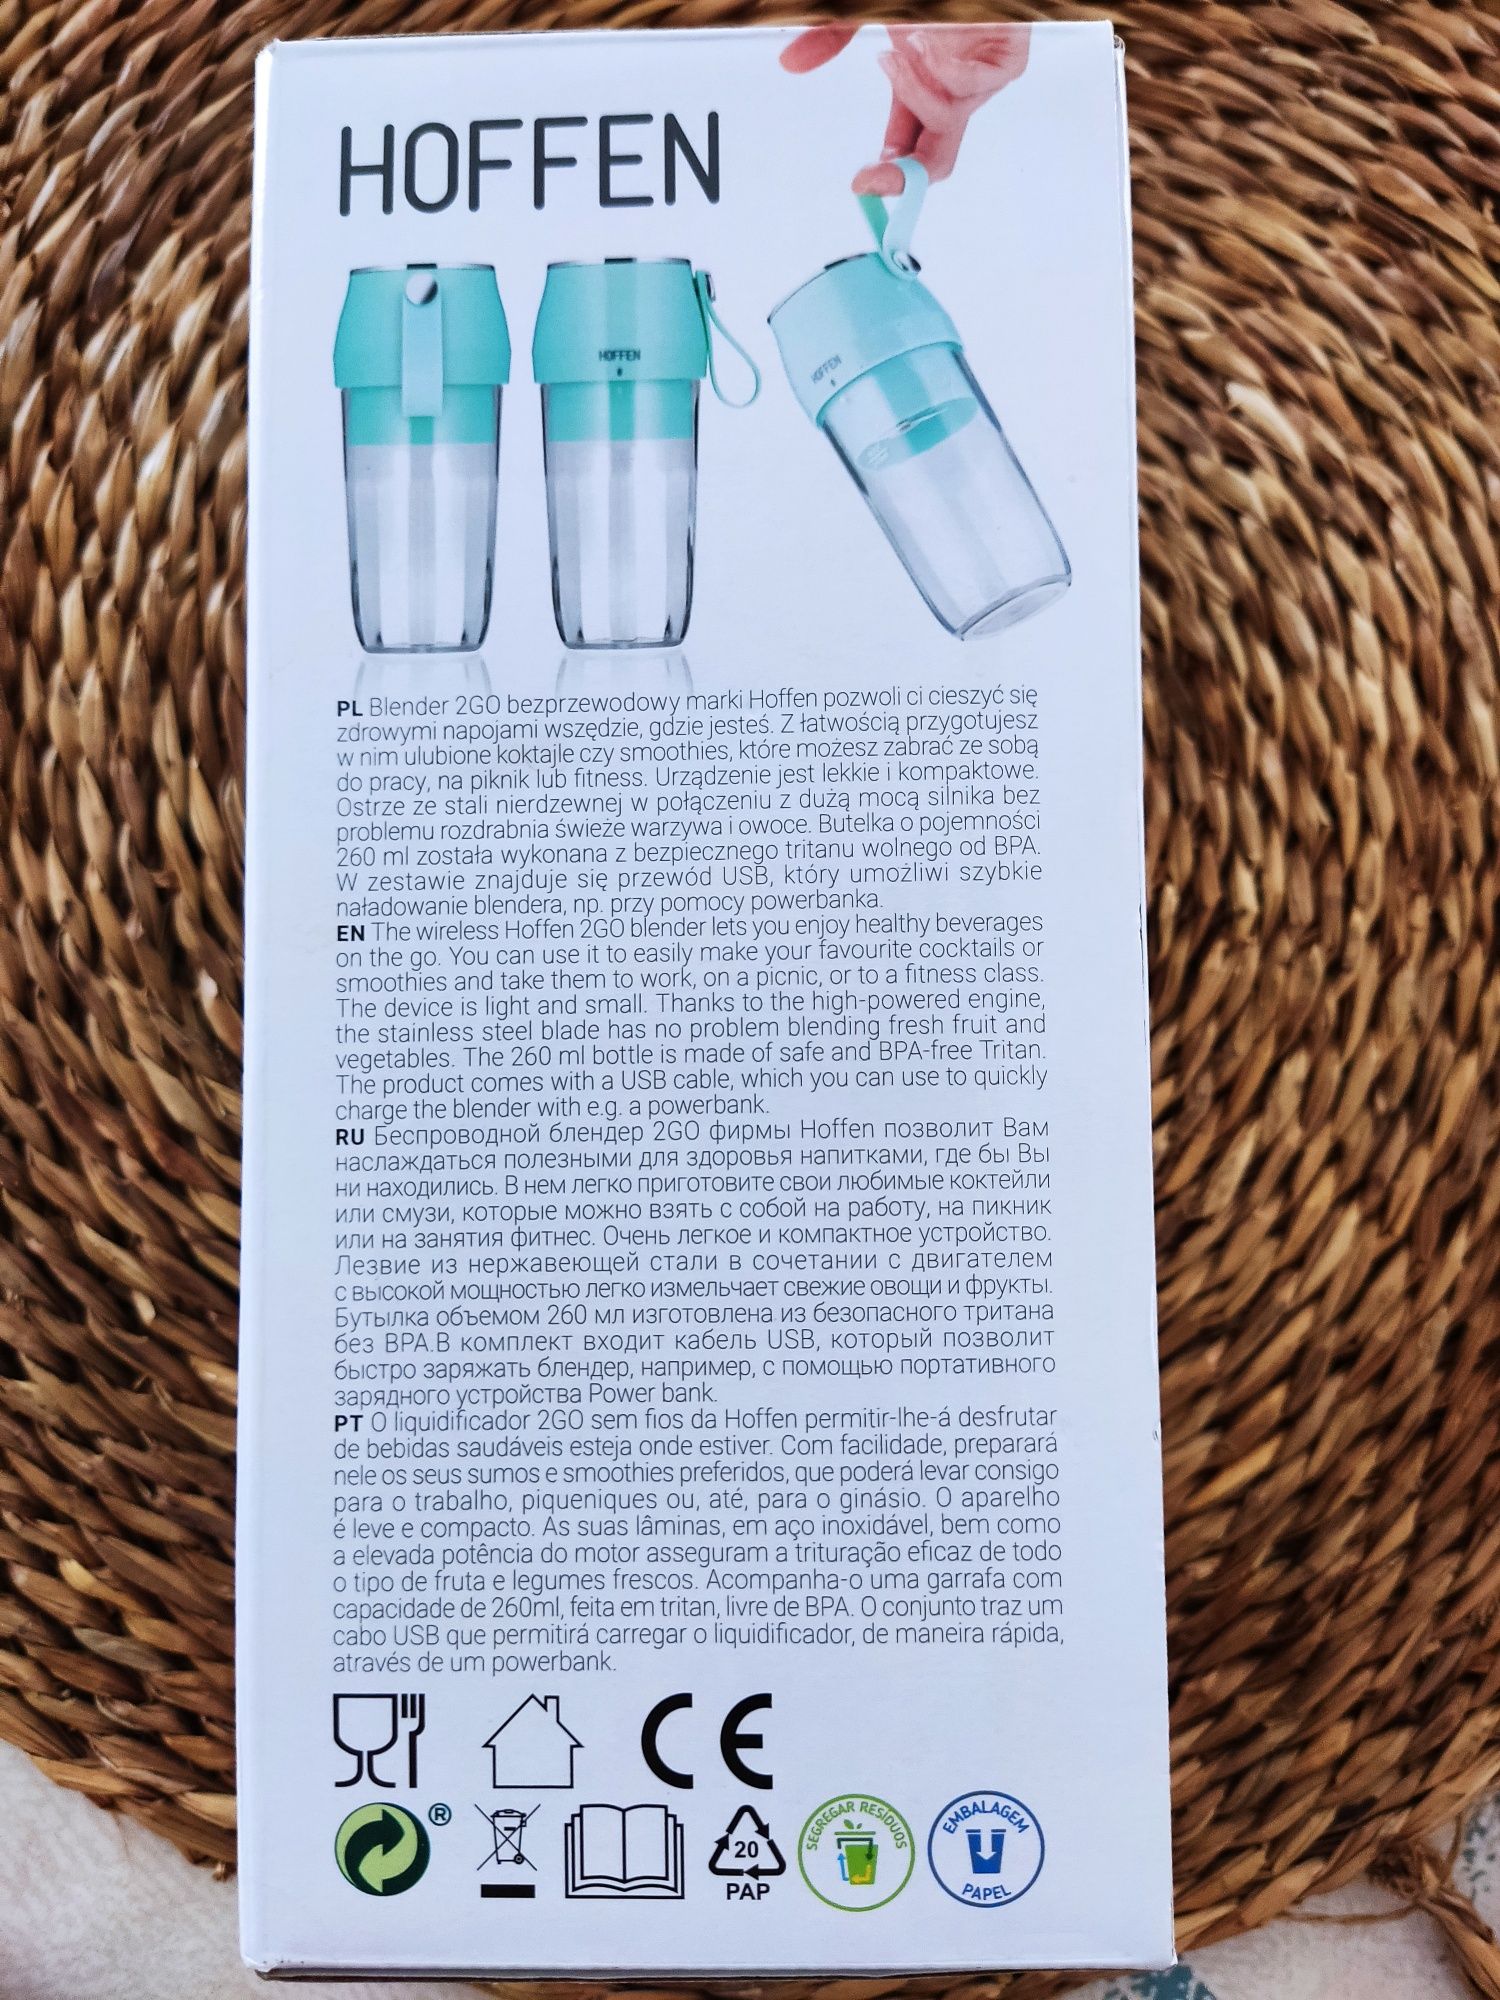 HOFFEN
HOFFEN
HOFFEN
PL Blender 2GO bezprzewodowy marki Hoffen pozwoli ci cieszyć się
zdrowymi napojami wszędzie, gdzie jesteś. Z łatwością przygotujesz
w nim ulubione koktajle czy smoothies, które możesz zabrać ze sobą
do pracy, na piknik lub fitness. Urządzenie jest lekkie i kompaktowe.
Ostrze ze stali nierdzewnej w połączeniu z dużą mocą silnika bez
problemu rozdrabnia świeże warzywa i owoce. Butelka o pojemności
260 ml została wykonana z bezpiecznego tritanu wolnego od BPA.
W zestawie znajduje się przewód USB, który umożliwi szybkie
naładowanie blendera, np. przy pomocy powerbanka.
EN The wireless Hoffen 2GO blender lets you enjoy healthy beverages
on the go. You can use it to easily make your favourite cocktails or
smoothies and take them to work, on a picnic, or to a fitness class.
The device is light and small. Thanks to the high-powered engine,
the stainless steel blade has no problem blending fresh fruit and
vegetables. The 260 ml bottle is made of safe and BPA-free Tritan.
The product comes with a USB cable, which you can use to quickly
charge the blender with e.g. a powerbank.
RU Беспроводной блендер 2GO фирмы Hoffen позволит Вам
наслаждаться полезными для здоровья напитками, где бы Вы
ни находились. В нем легко приготовите свои любимые коктейли
или смузи, которые можно взять с собой на работу, на пикник
или на занятия фитнес. Очень легкое и компактное устройство.
Лезвие из нержавеющей стали в сочетании с двигателем
с высокой мощностью легко измельчает свежие овощи и фрукты.
Бутылка объемом 260 мл изготовлена из безопасного тритана
без BPA.В комплект входит кабель USB, который позволит
быстро заряжать блендер, например, с помощью портативного
зарядного устройства Power bank.
PT O liquidificador 2GO sem fios da Hoffen permitir-lhe-á desfrutar
de bebidas saudáveis esteja onde estiver. Com facilidade, preparará
nele os seus sumos e smoothies preferidos, que poderá levar consigo
para o trabalho, piqueniques ou, até, para o ginásio. O aparelho
é leve e compacto. As suas lâminas, em aço inoxidável, bem como
a elevada potência do motor asseguram a trituração eficaz de todo
o tipo de fruta e legumes frescos. Acompanha-o uma garrafa com
capacidade de 260ml, feita em tritan, livre de BPA. O conjunto traz um
cabo USB que permitirá carregar o liquidificador, de maneira rápida,
através de um powerbank.
CE
®
20
PAP
SEGREGAR RESÍDUOS
EMBALAGEM
PAPEL